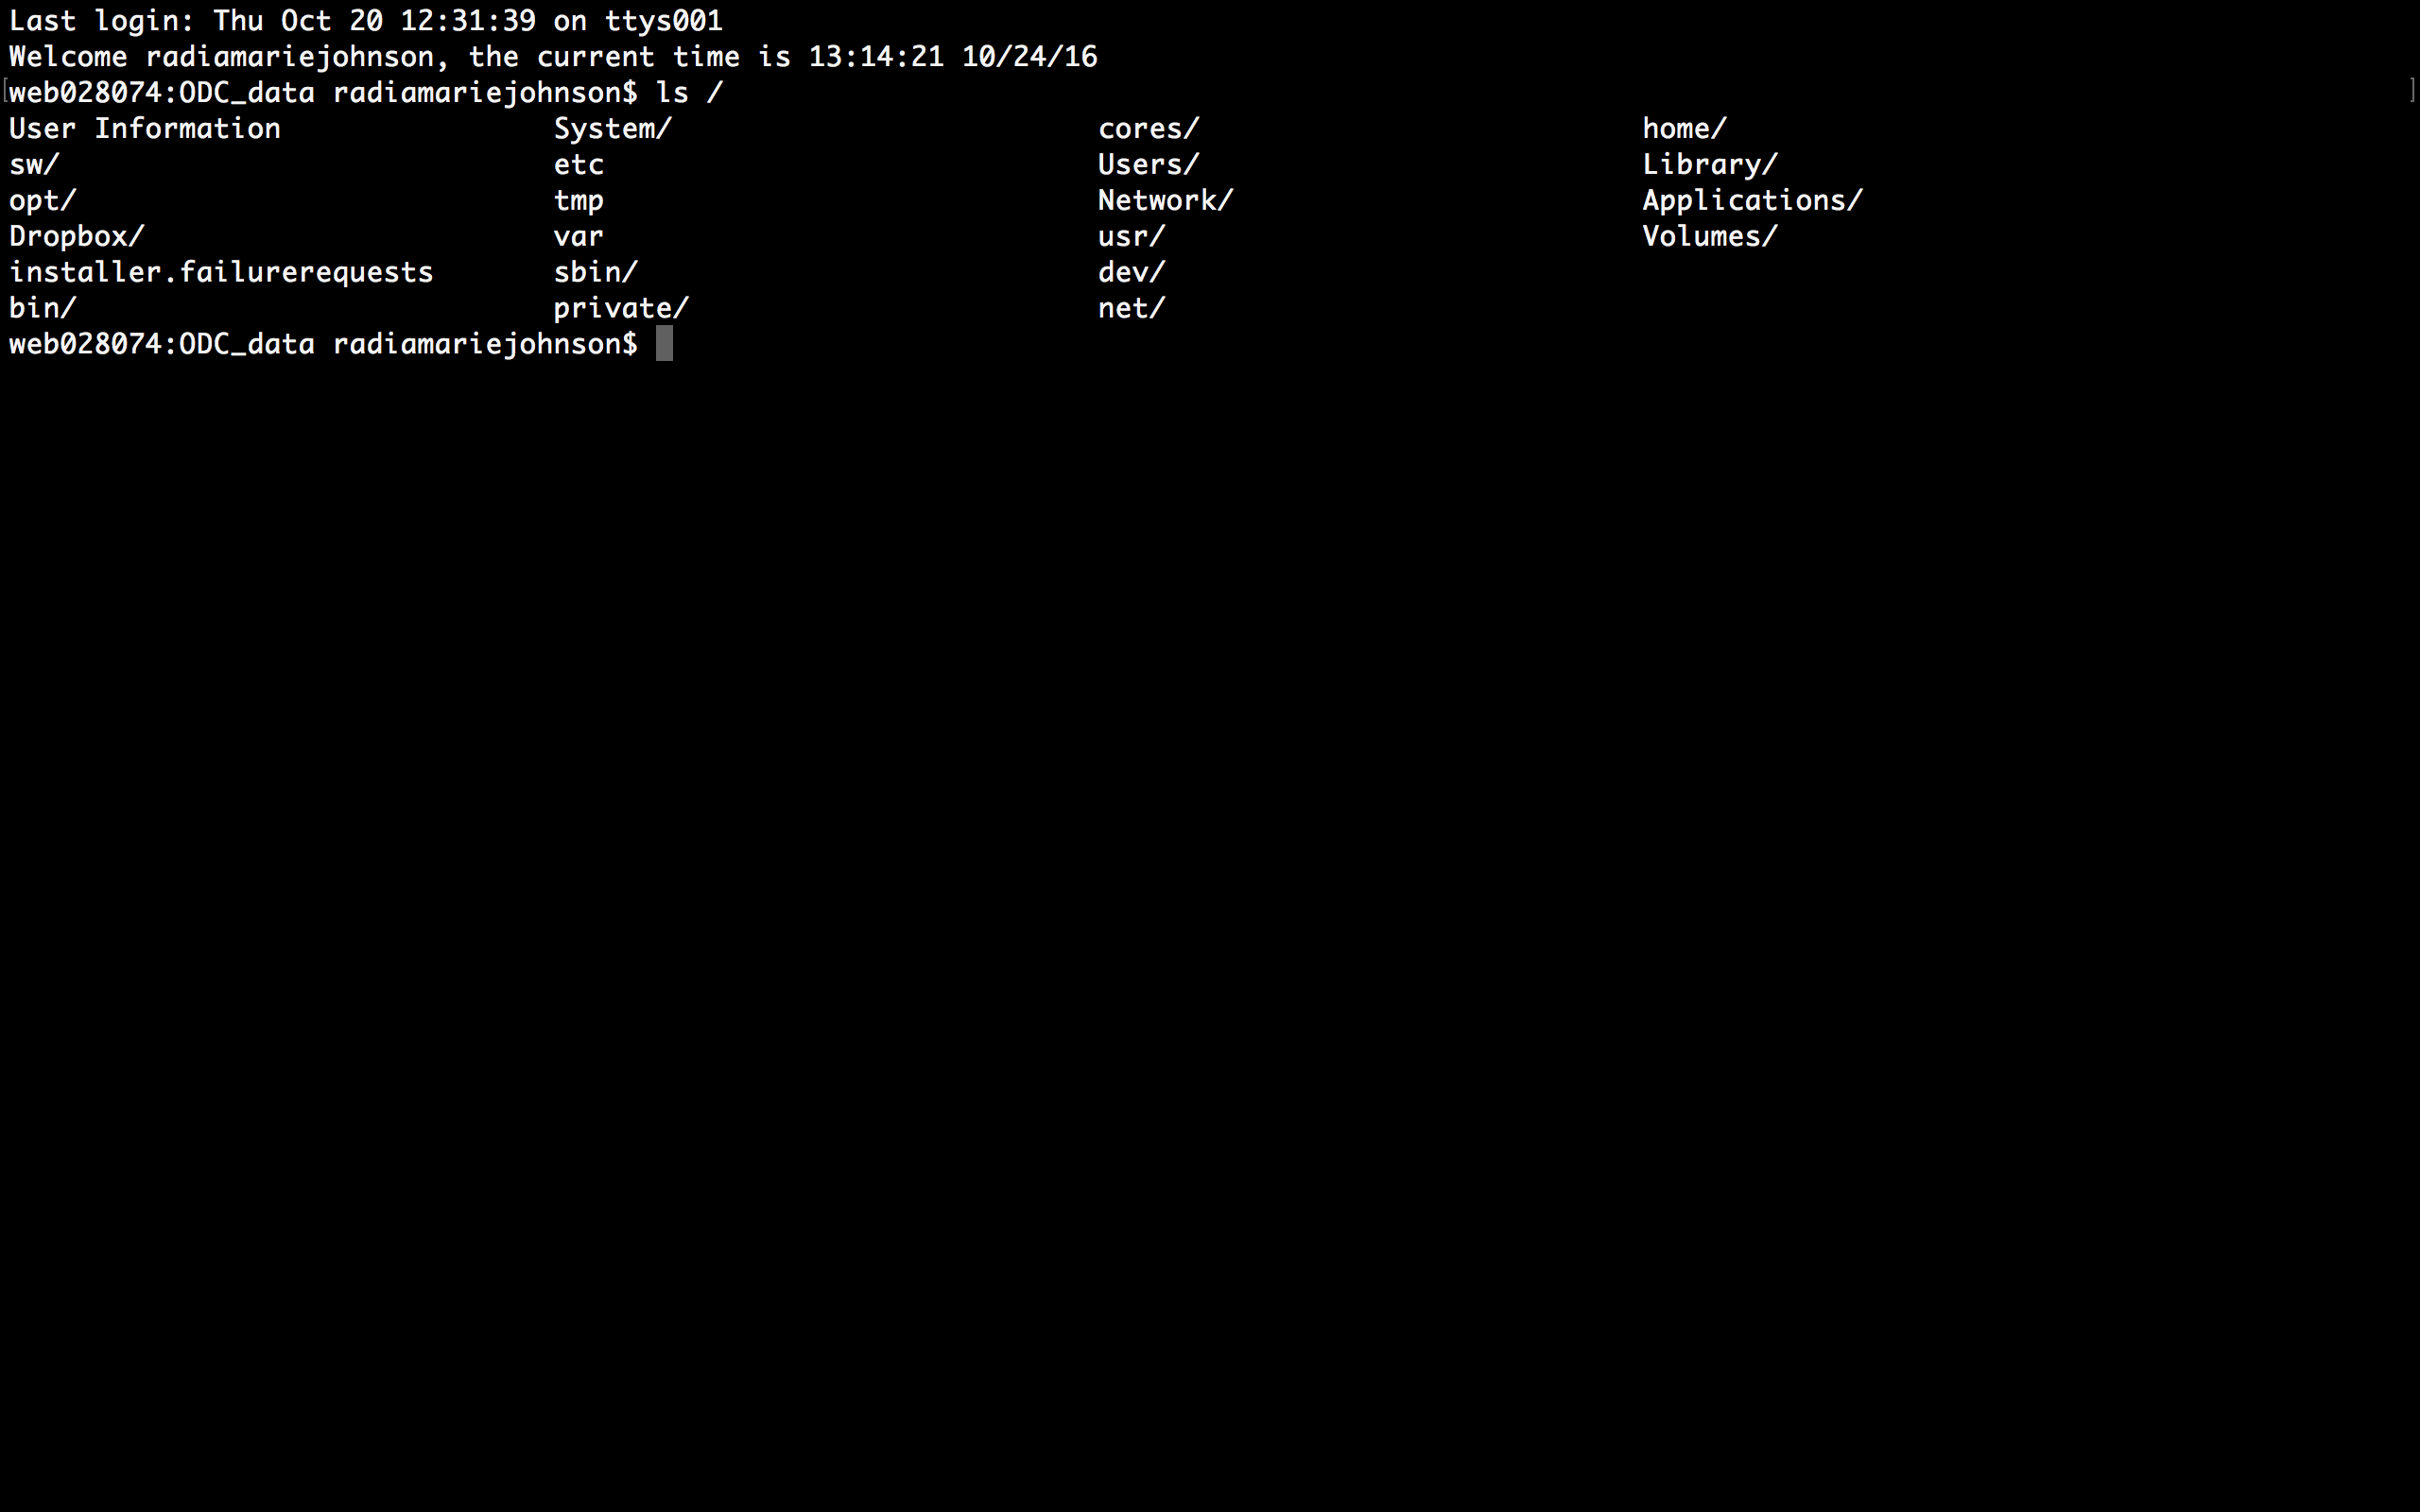 Last login: Thu Oct 20 12:31:39 on ttys001
Welcome radiamariejohnson, the current time is 13:14:21 10/24/16
[web028074:ODC_data radiamariejohnson$ ls / ]
User Information                System/                         cores/                          home/
sw/                             etc                             Users/                          Library/
opt/                            tmp                             Network/                        Applications/
Dropbox/                        var                             usr/                            Volumes/
installer.failurerequests       sbin/                           dev/
bin/                            private/                        net/
web028074:ODC_data radiamariejohnson$